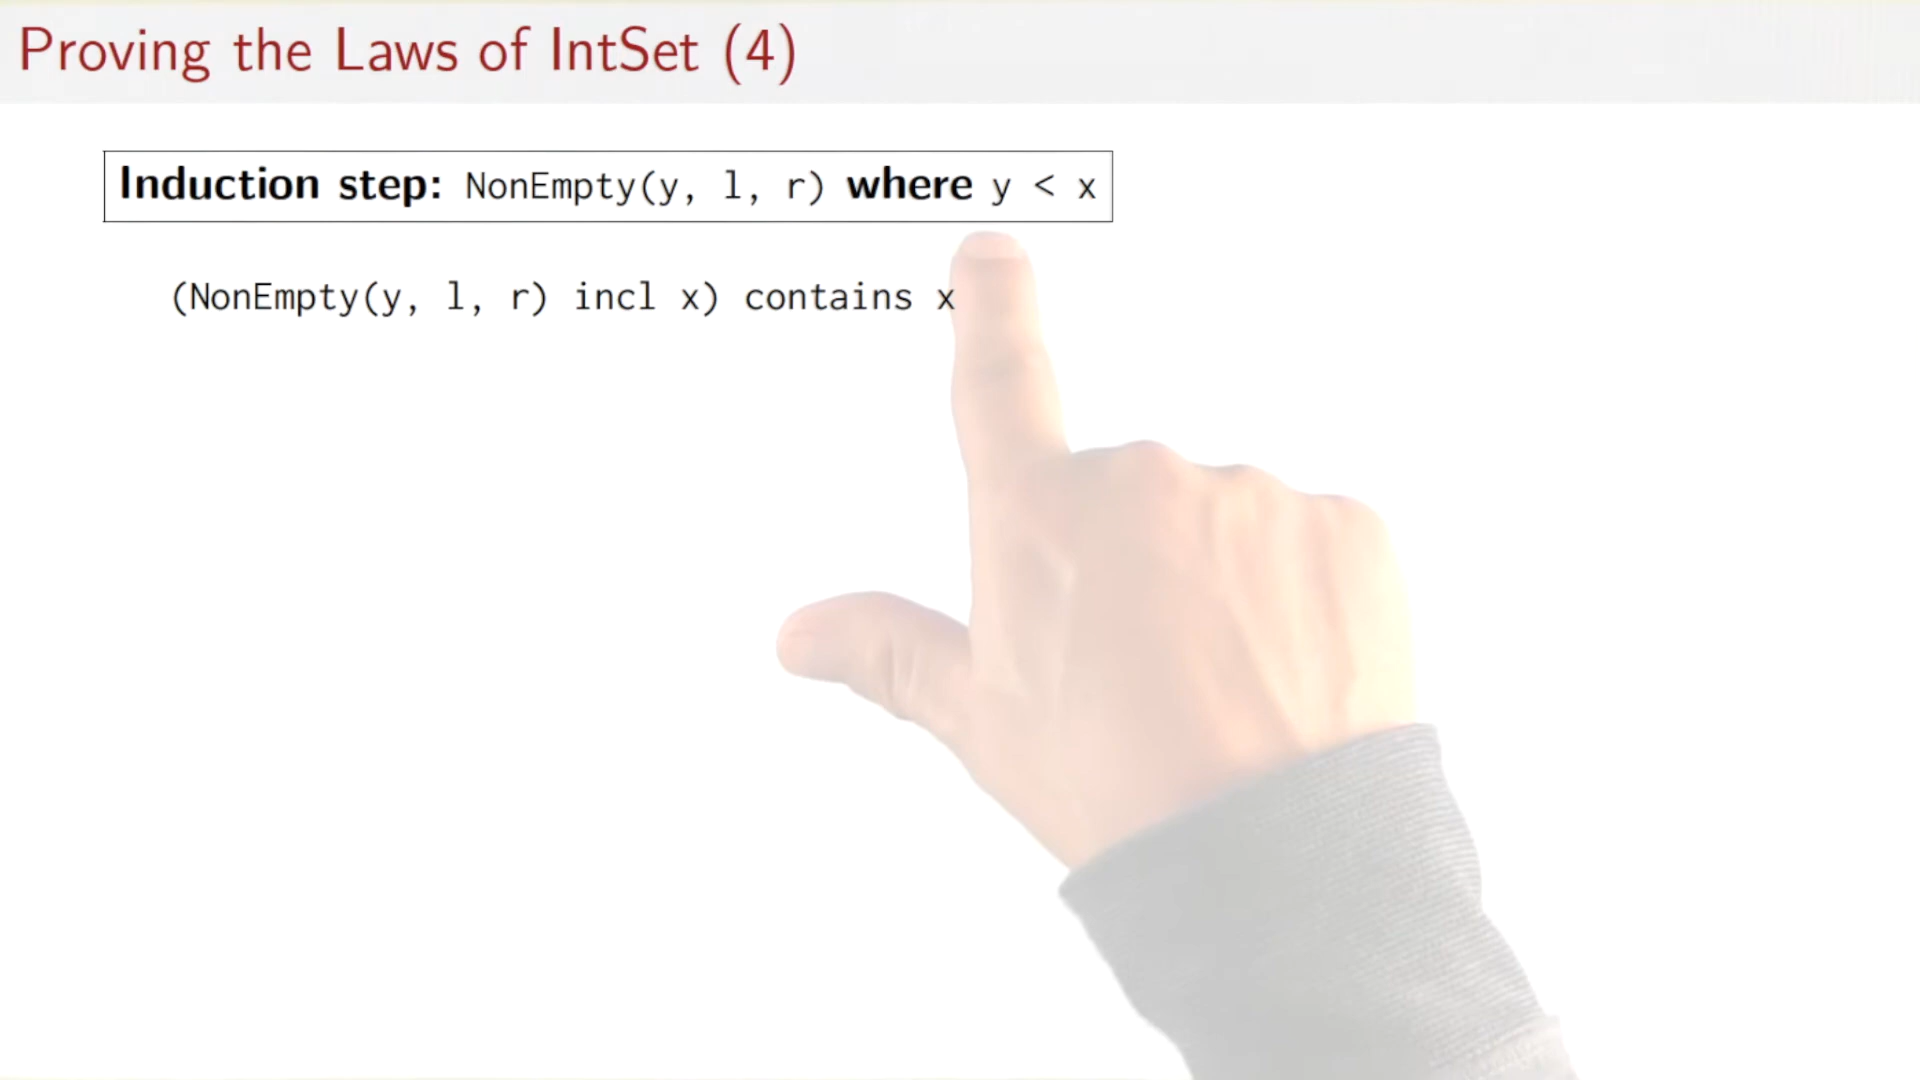 Proving the Laws of IntSet (4)
Induction step: NonEmpty(y, l, r) where y < x
(NonEmpty(y, l, r) incl x) contains x